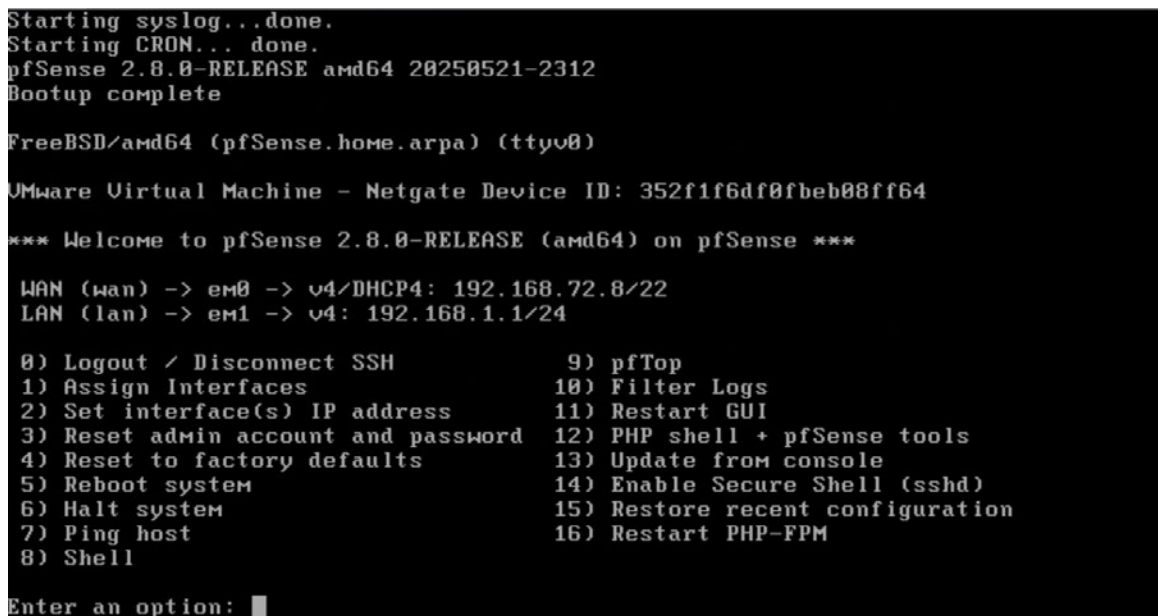 Starting syslog...done.
Starting CRON... done.
pfSense 2.8.0-RELEASE amd64 20250521-2312
Bootup complete
FreeBSD/amd64 (pfSense.home.arpa) (ttyv0)
VMware Virtual Machine - Netgate Device ID: 352f1f6df0fbeb08ff64
*** Welcome to pfSense 2.8.0-RELEASE (amd64) on pfSense ***
WAN (wan) -> em0 -> v4/DHCP4: 192.168.72.8/22
LAN (lan) -> em1 -> v4: 192.168.1.1/24
0) Logout / Disconnect SSH 9) pfTop
1) Assign Interfaces 10) Filter Logs
2) Set interface(s) IP address 11) Restart GUI
3) Reset admin account and password 12) PHP shell + pfSense tools
4) Reset to factory defaults 13) Update from console
5) Reboot system 14) Enable Secure Shell (sshd)
6) Halt system 15) Restore recent configuration
7) Ping host 16) Restart PHP-FPM
8) Shell
Enter an option: